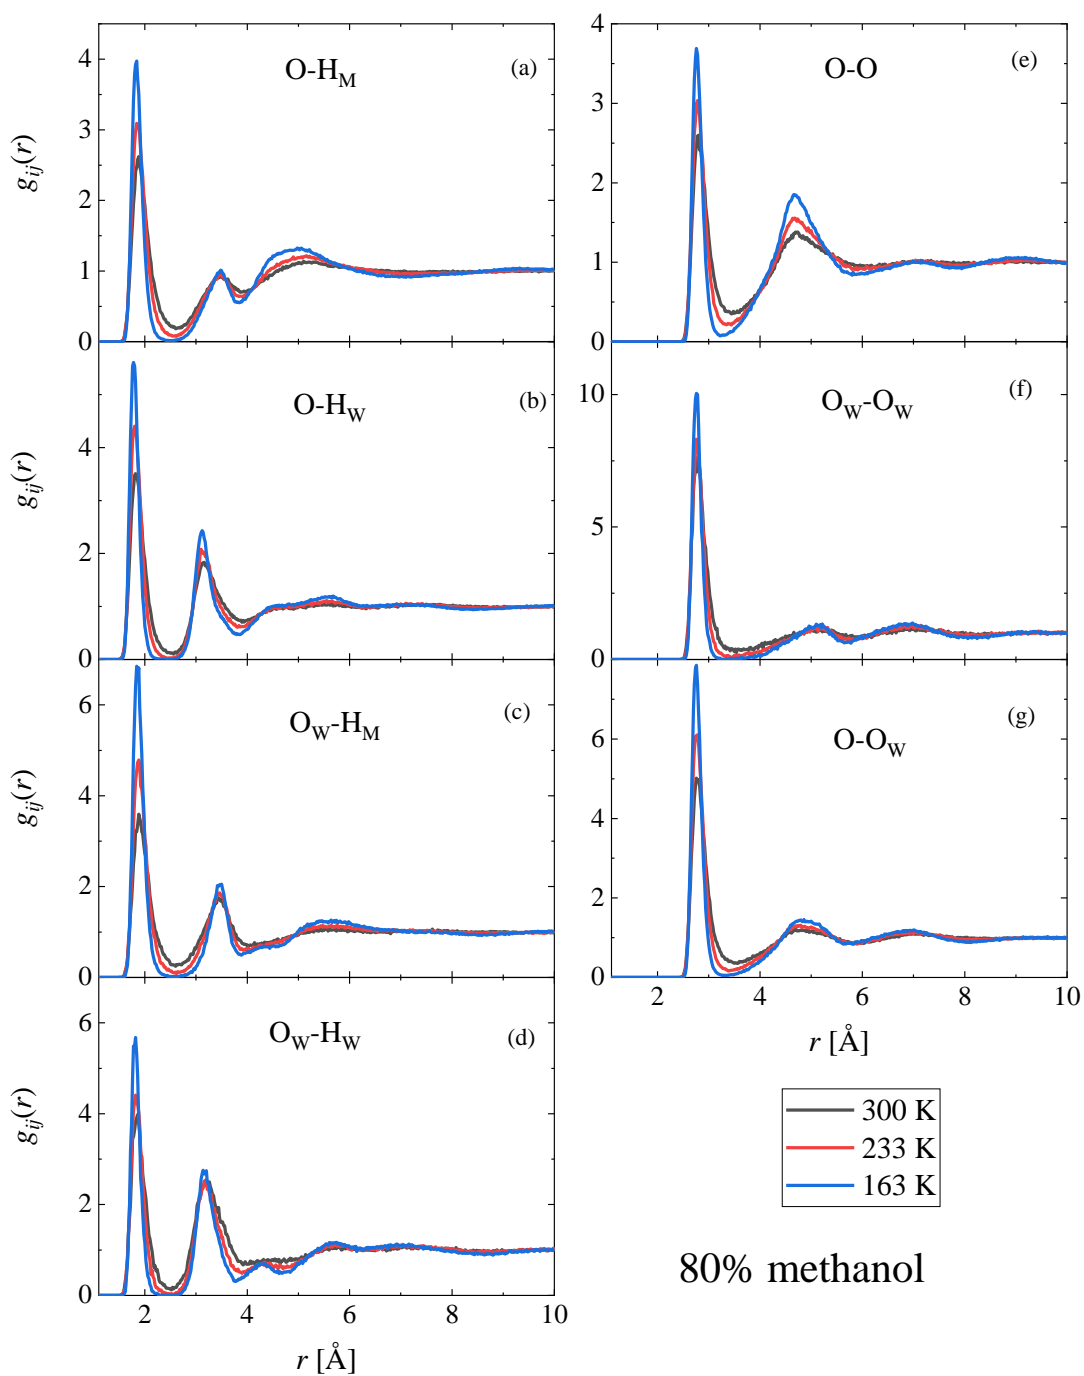 O-H_M
(a)
4
3
2
1
0
g_ij(r)
O-H_W
(b)
4
2
0
g_ij(r)
O_W-H_M
(c)
6
4
2
0
g_ij(r)
O_W-H_W
(d)
6
4
2
0
g_ij(r)
2 4 6 8 10
r [Å]
O-O
(e)
4
3
2
1
0
O_W-O_W
(f)
10
5
0
O-O_W
(g)
6
4
2
0
2 4 6 8 10
r [Å]
300 K
233 K
163 K
80% methanol